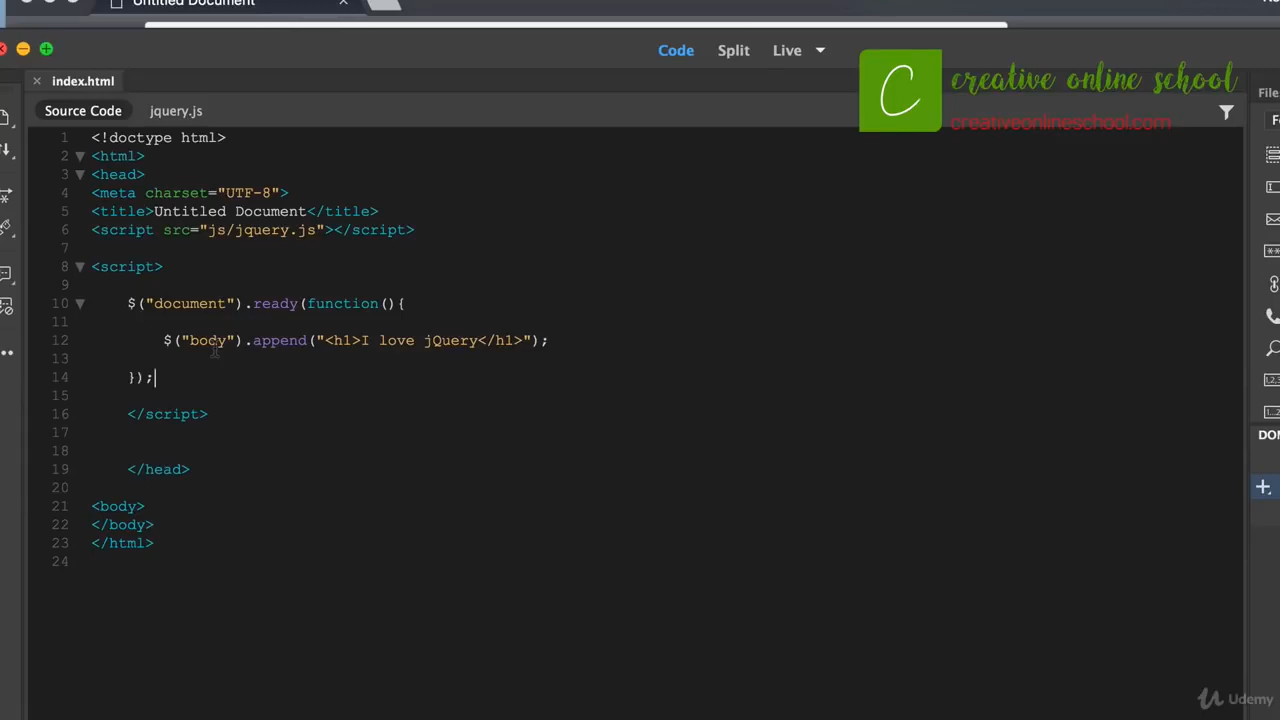 Untitled Document
Code Split Live
creative online school
creativeonlineschool.com
index.html
File
Source Code jquery.js
1 <!doctype html>
2 <html>
3 <head>
4 <meta charset="UTF-8">
5 <title>Untitled Document</title>
6 <script src="js/jquery.js"></script>
7
8 <script>
9
10 $("document").ready(function(){
11
12 $("body").append("<h1>I love jQuery</h1>");
13
14 });
15
16 </script>
17
18
19 </head>
20
21 <body>
22 </body>
23 </html>
24
DOM
Udemy